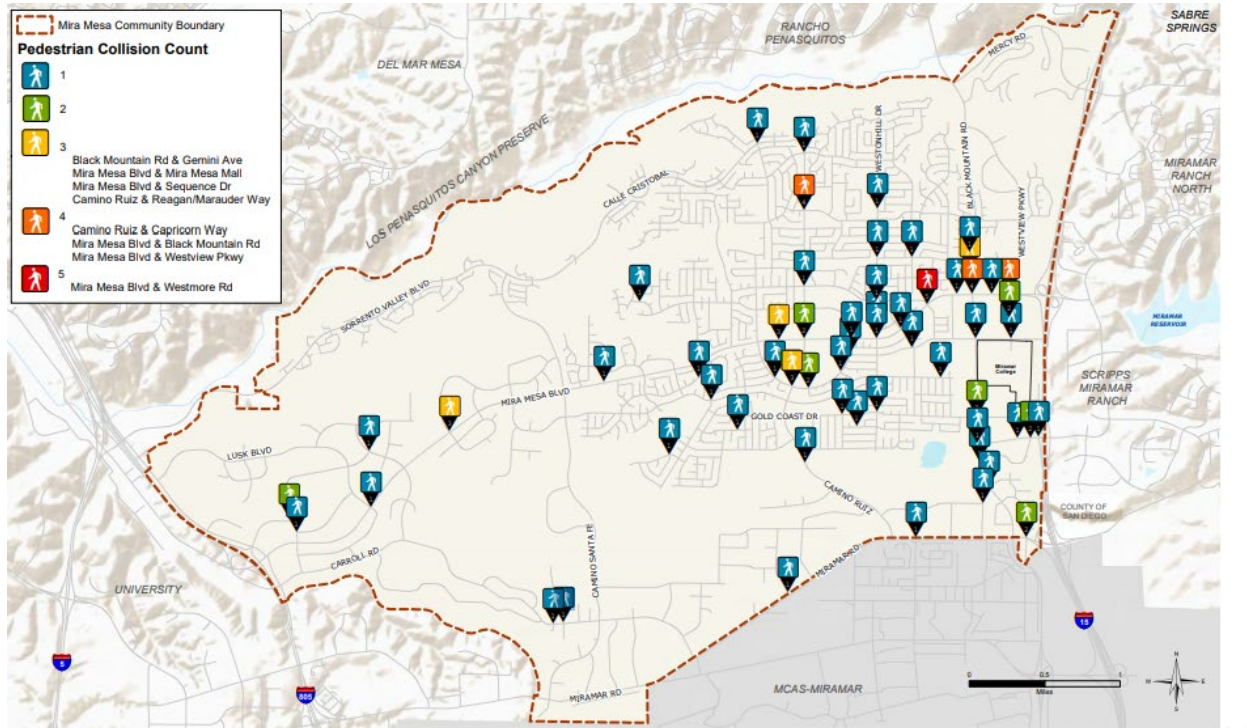 Mira Mesa Community Boundary
Pedestrian Collision Count
1
2
3
Black Mountain Rd & Gemini Ave
Mira Mesa Blvd & Mira Mesa Mall
Mira Mesa Blvd & Sequence Dr
Camino Ruiz & Reagan/Marauder Way
4
Camino Ruiz & Capricorn Way
Mira Mesa Blvd & Black Mountain Rd
Mira Mesa Blvd & Westview Pkwy
5
Mira Mesa Blvd & Westmore Rd
RANCHO
PENASQUITOS
SABRE
SPRINGS
DEL MAR MESA
MERCY RD
LOS PENASQUITOS CANYON PRESERVE
WESTONHILL DR
BLACK MOUNTAIN RD
MIRAMAR
RANCH
NORTH
CALLE CRISTOBAL
WESTVIEW PKWY
SORRENTO VALLEY BLVD
MIRAMAR
RESERVOIR
Miramar
College
SCRIPPS
MIRAMAR
RANCH
MIRA MESA BLVD
GOLD COAST DR
LUSK BLVD
CAMINO RUIZ
COUNTY OF
SAN DIEGO
CARROLL RD
CAMINO SANTA FE
MIRAMAR RD
UNIVERSITY
15
5
805
MIRAMAR RD
MCAS-MIRAMAR
0
0.5
1
Miles
N
W
E
S